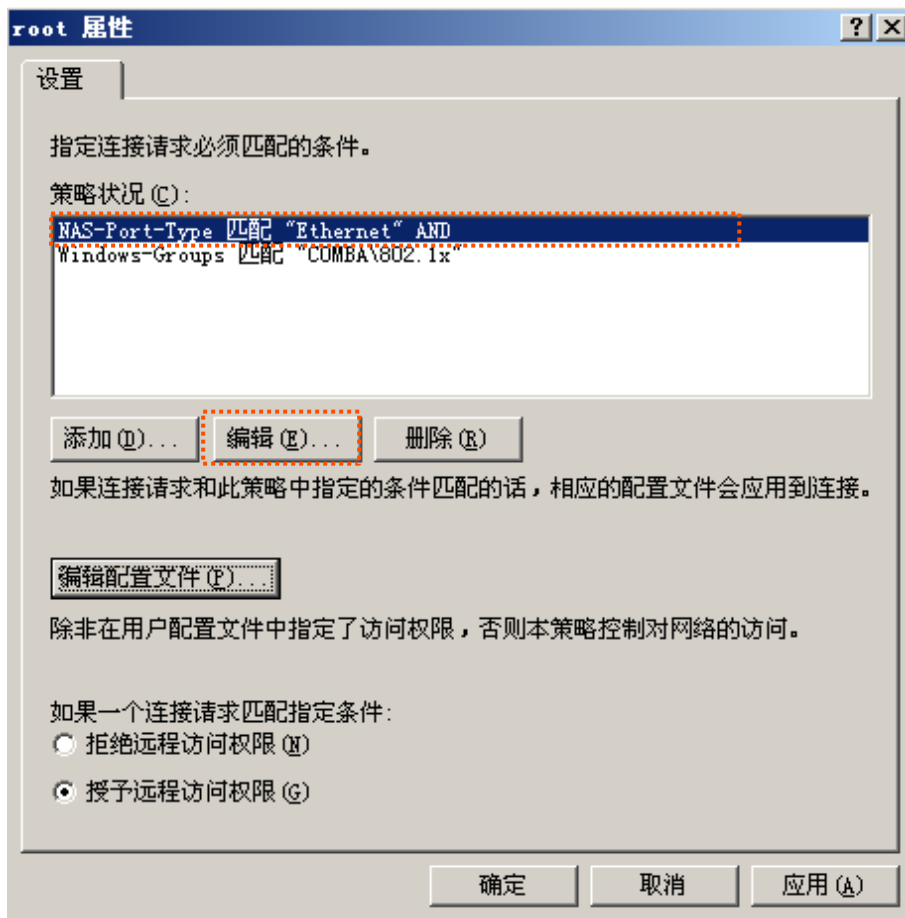 root 属性
设置
指定连接请求必须匹配的条件。
策略状况(C):
NAS-Port-Type 匹配 "Ethernet" AND
Windows-Groups 匹配 "COMBA\802.1x"
添加(D)... 编辑(E)... 删除(R)
如果连接请求和此策略中指定的条件匹配的话，相应的配置文件会应用到连接。
编辑配置文件(P)...
除非在用户配置文件中指定了访问权限，否则本策略控制对网络的访问。
如果一个连接请求匹配指定条件:
拒绝远程访问权限(N)
授予远程访问权限(G)
确定 取消 应用(A)